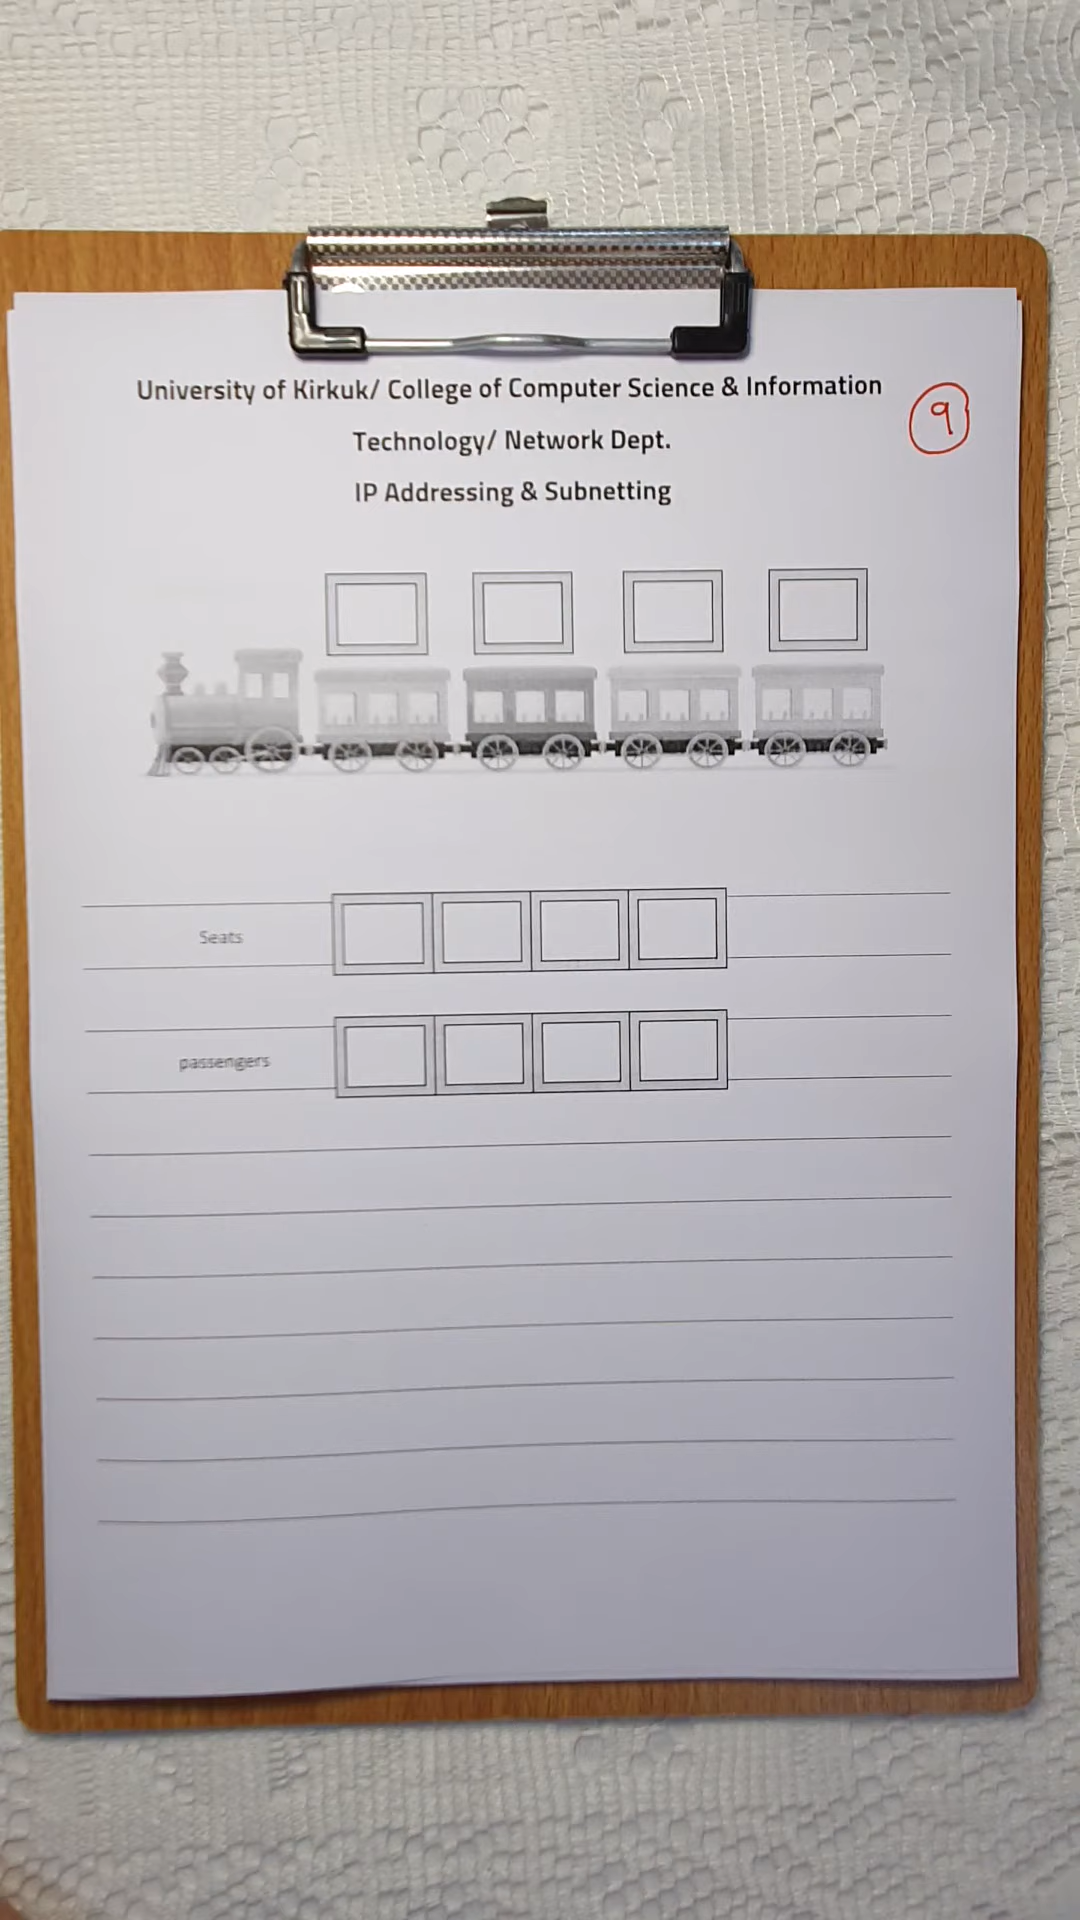 University of Kirkuk/ College of Computer Science & Information
Technology/ Network Dept.
IP Addressing & Subnetting
9
Seats
passengers